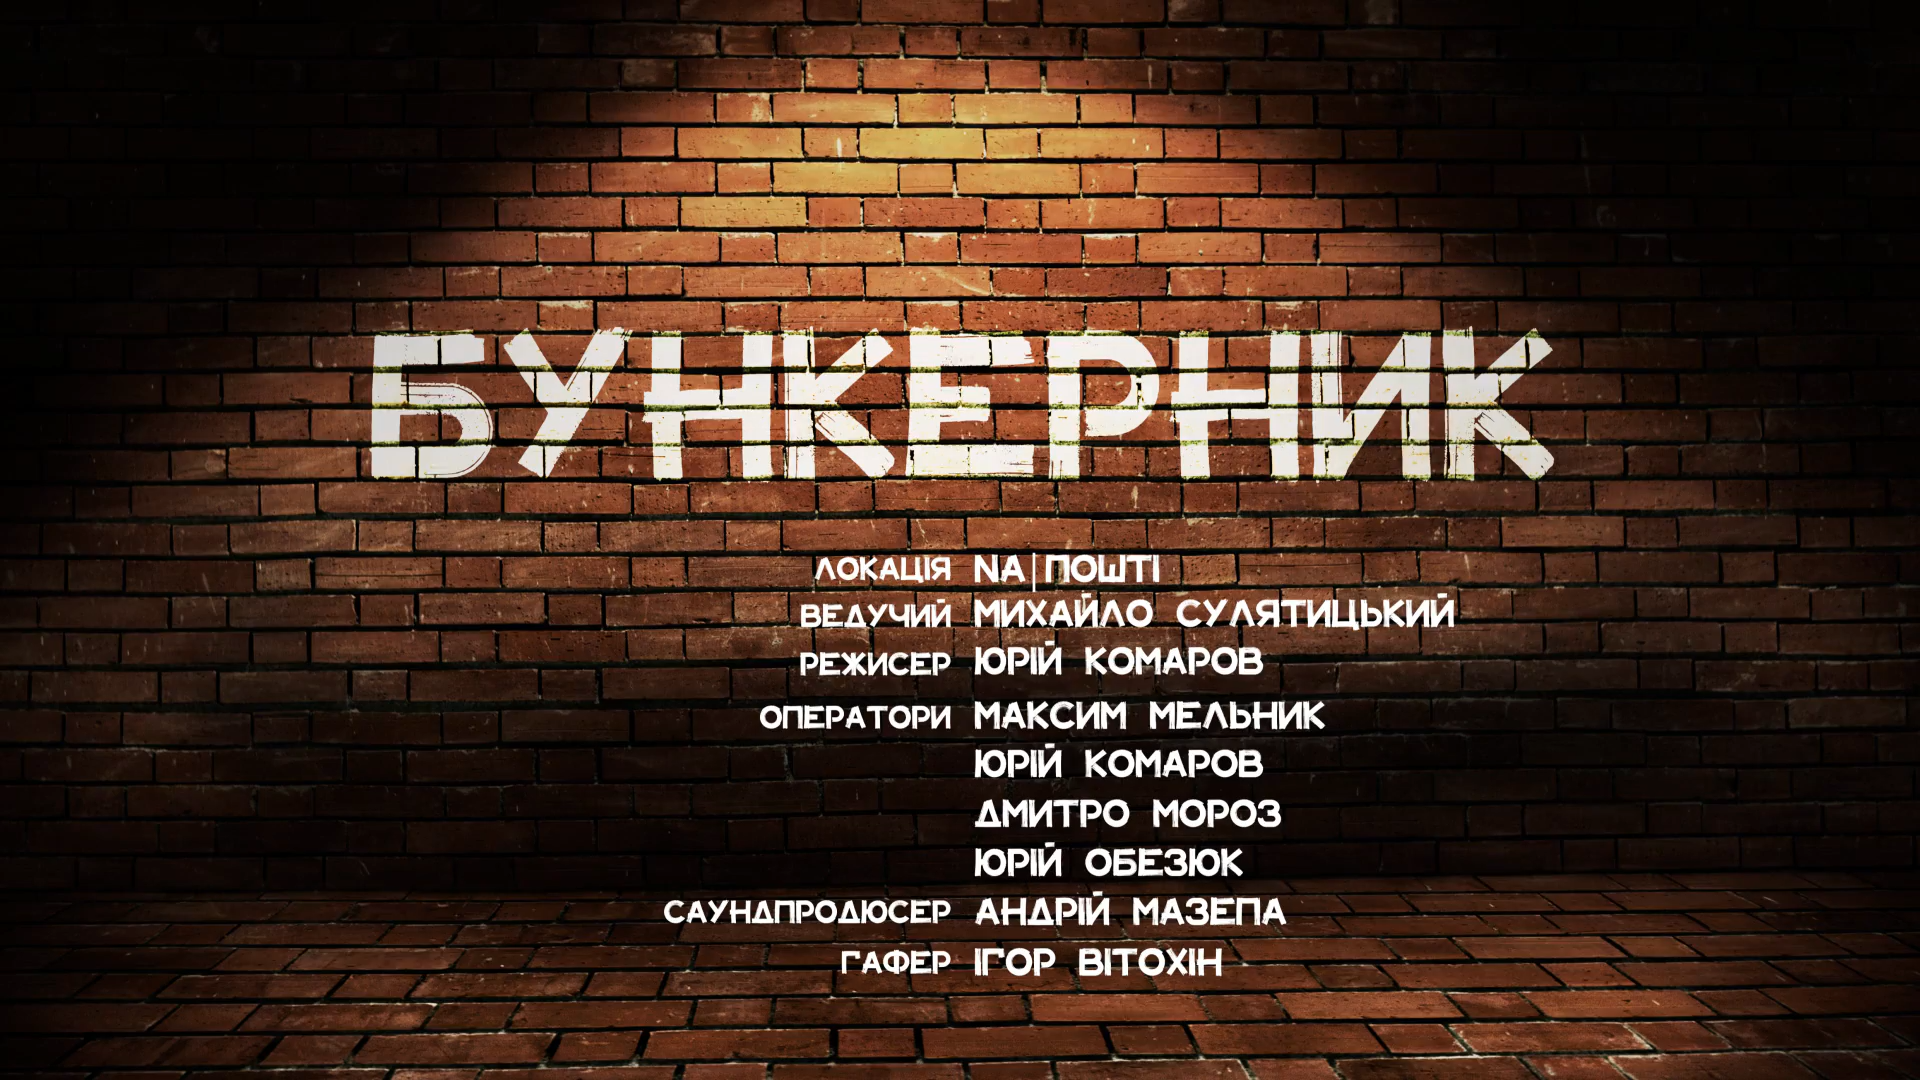 БУНКЕРНИК
ЛОКАЦІЯ NА|ПОШТІ
ВЕДУЧИЙ МИХАЙЛО СУЛЯТИЦЬКИЙ
РЕЖИСЕР ЮРІЙ КОМАРОВ
ОПЕРАТОРИ МАКСИМ МЕЛЬНИК
ЮРІЙ КОМАРОВ
ДМИТРО МОРОЗ
ЮРІЙ ОБЕЗЮК
САУНДПРОДЮСЕР АНДРІЙ МАЗЕПА
ГАФЕР ІГОР ВІТОХІН